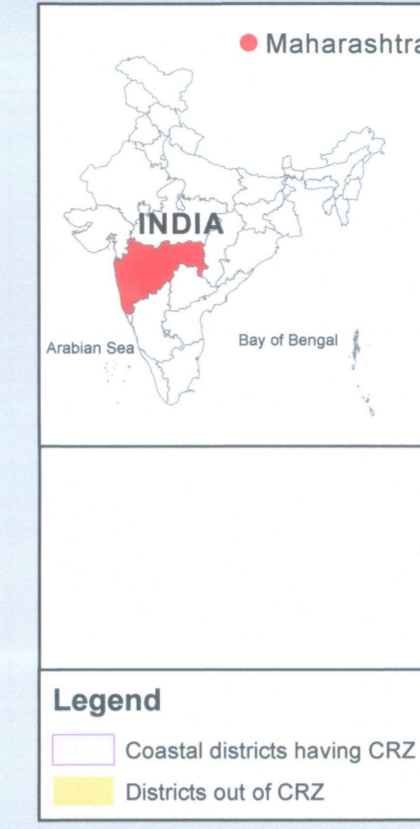 Maharashtra
INDIA
Arabian Sea
Bay of Bengal
Legend
Coastal districts having CRZ
Districts out of CRZ